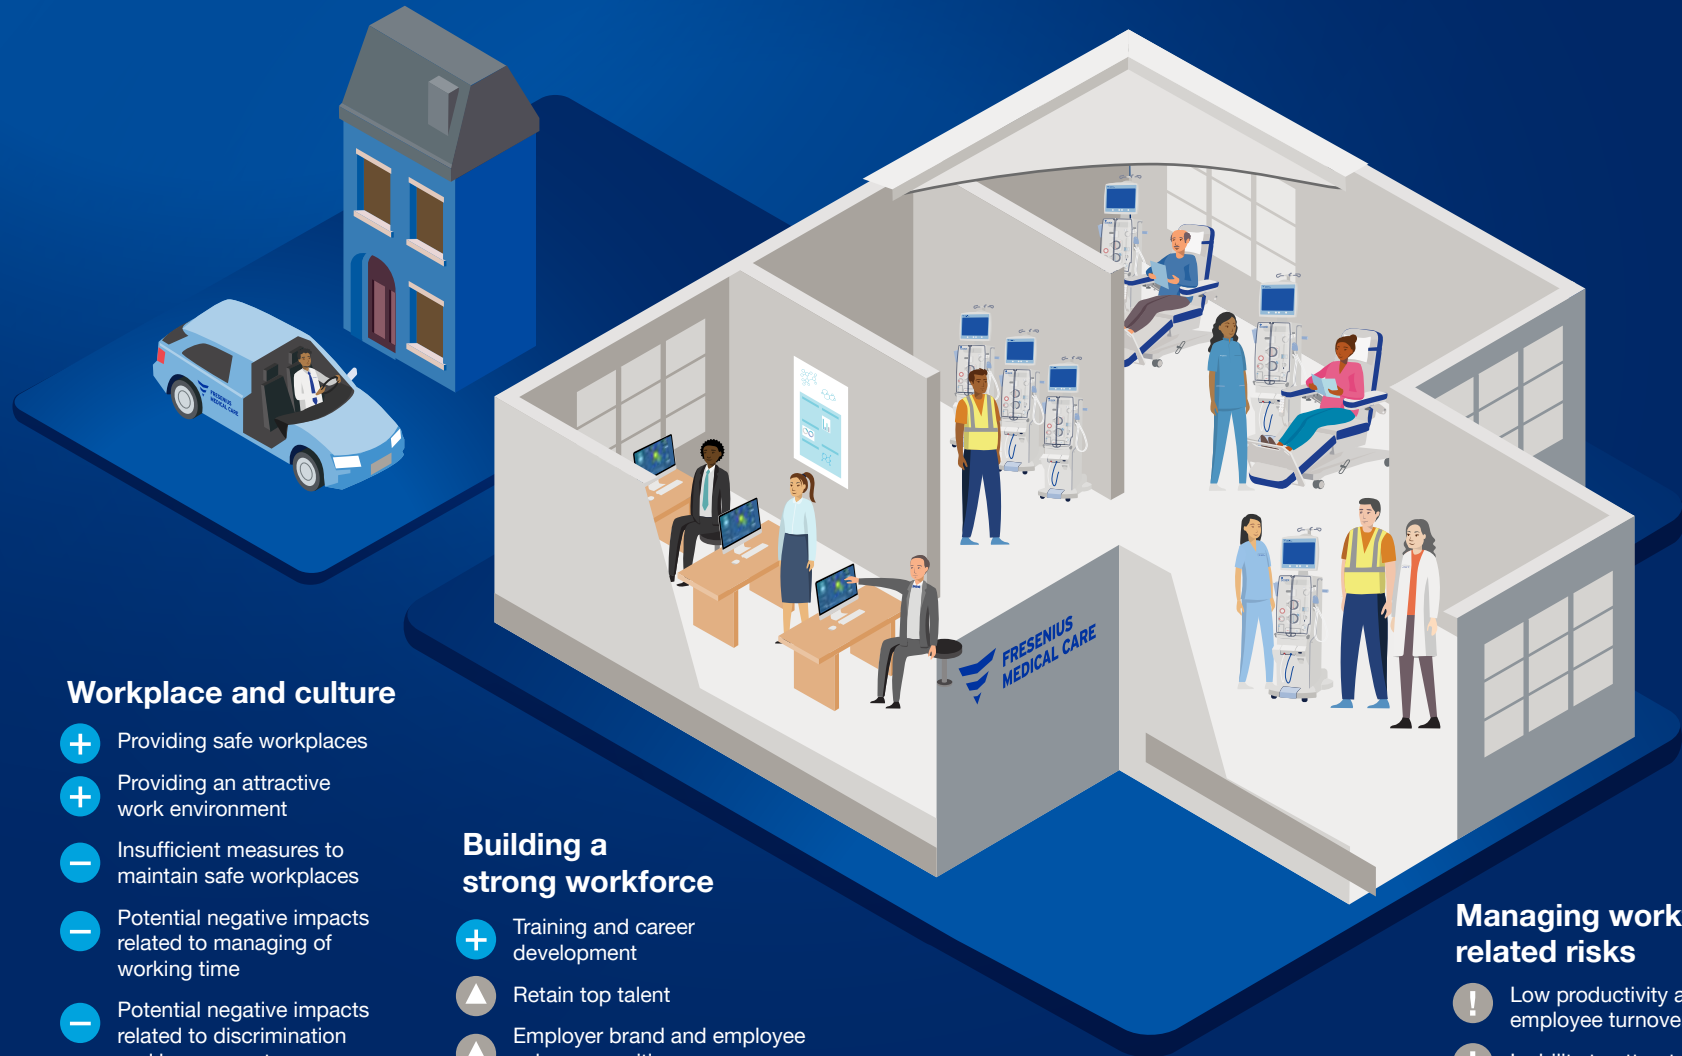 FRESENIUS
MEDICAL CARE
FRESENIUS
MEDICAL CARE
Workplace and culture
Providing safe workplaces
Providing an attractive
work environment
Insufficient measures to
maintain safe workplaces
Potential negative impacts
related to managing of
working time
Potential negative impacts
related to discrimination
Building a
strong workforce
Training and career
development
Retain top talent
Employer brand and employee
Managing work
related risks
Low productivity a
employee turnove